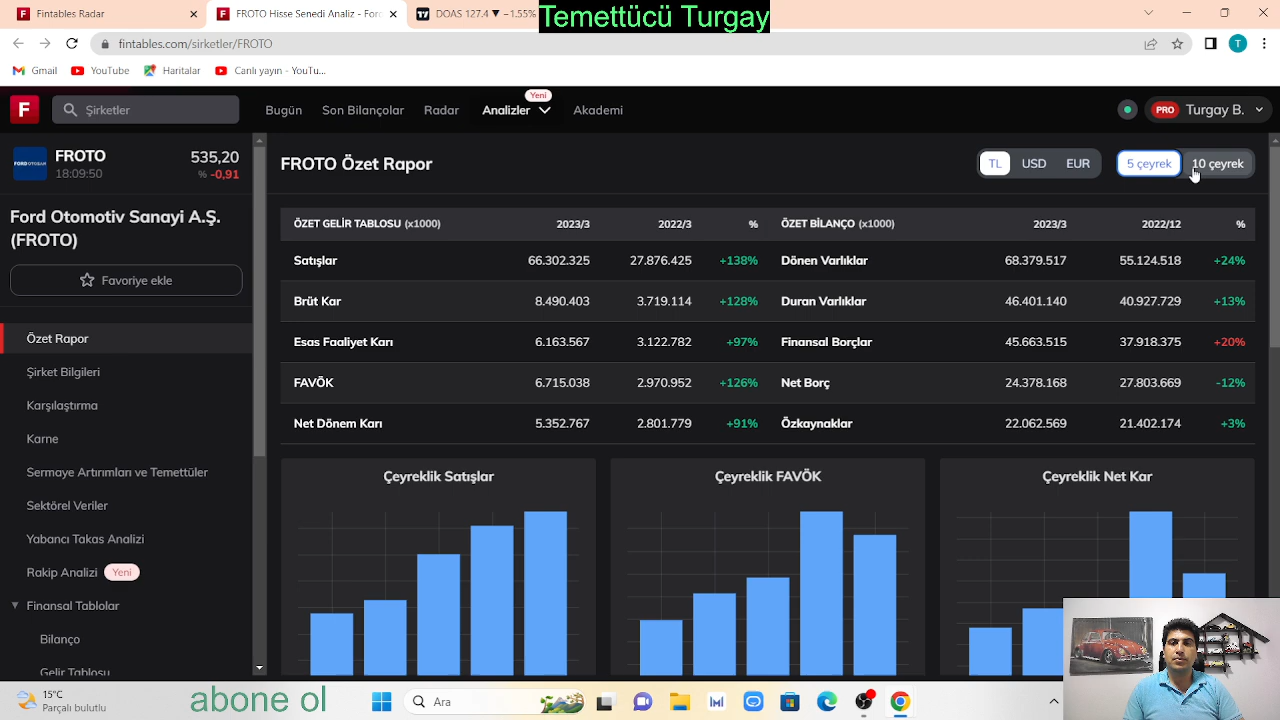 Fintables Radar
FROTO Hisse Senedi Analiz - For
DOAS 127.4 ▼ −1.55%
Temettücü Turgay
fintables.com/sirketler/FROTO
T
Gmail
YouTube
Haritalar
Canlı yayın - YouTu...
F
Şirketler
Bugün
Son Bilançolar
Radar
Analizler
Yeni
Akademi
PRO
Turgay B.
FORD OTOSAN
FROTO
18:09:50
535,20
% -0,91
Ford Otomotiv Sanayi A.Ş.
(FROTO)
Favoriye ekle
Özet Rapor
Şirket Bilgileri
Karşılaştırma
Karne
Sermaye Artırımları ve Temettüler
Sektörel Veriler
Yabancı Takas Analizi
Rakip Analizi Yeni
Finansal Tablolar
Bilanço
Gelir Tablosu
FROTO Özet Rapor
TL USD EUR
5 çeyrek 10 çeyrek
ÖZET GELİR TABLOSU (x1000) 2023/3 2022/3 %
Satışlar 66.302.325 27.876.425 +138%
Brüt Kar 8.490.403 3.719.114 +128%
Esas Faaliyet Karı 6.163.567 3.122.782 +97%
FAVÖK 6.715.038 2.970.952 +126%
Net Dönem Karı 5.352.767 2.801.779 +91%
ÖZET BİLANÇO (x1000) 2023/3 2022/12 %
Dönen Varlıklar 68.379.517 55.124.518 +24%
Duran Varlıklar 46.401.140 40.927.729 +13%
Finansal Borçlar 45.663.515 37.918.375 +20%
Net Borç 24.378.168 27.803.669 -12%
Özkaynaklar 22.062.569 21.402.174 +3%
Çeyreklik Satışlar
Çeyreklik FAVÖK
Çeyreklik Net Kar
15°C
Parçalı bulutlu
abone ol
Ara